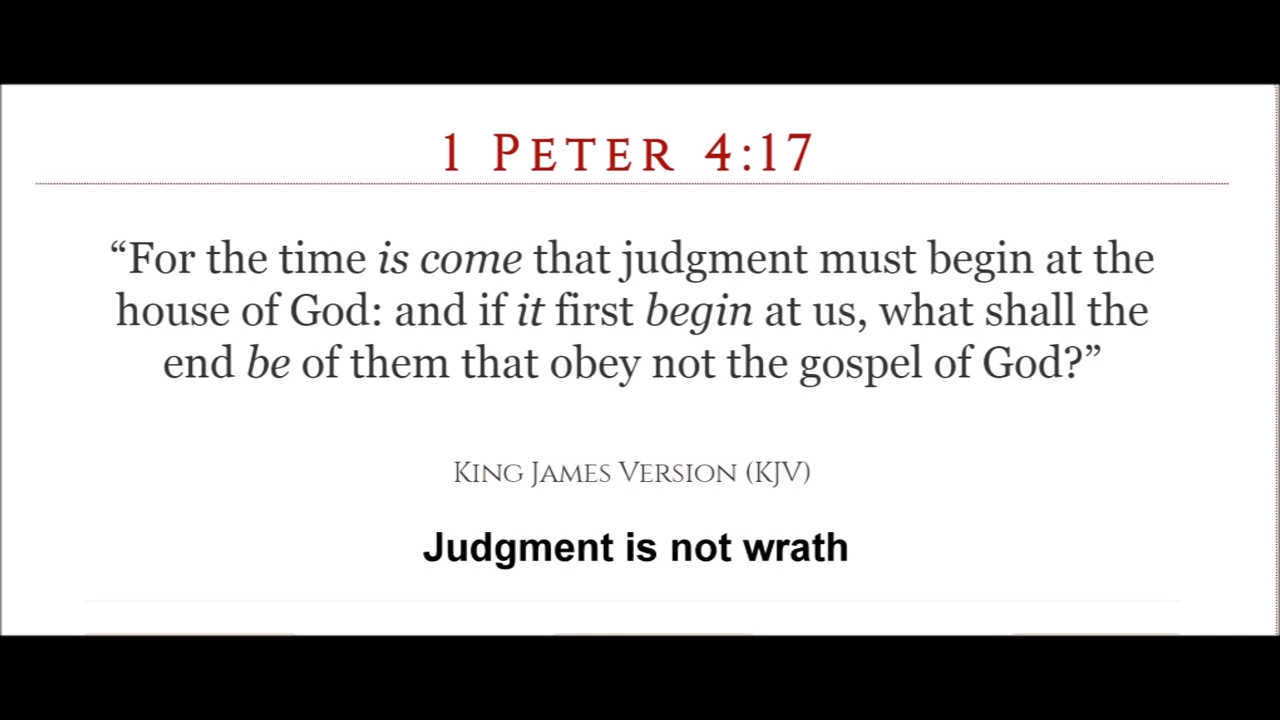 1 PETER 4:17
“For the time is come that judgment must begin at the
house of God: and if it first begin at us, what shall the
end be of them that obey not the gospel of God?”
KING JAMES VERSION (KJV)
Judgment is not wrath